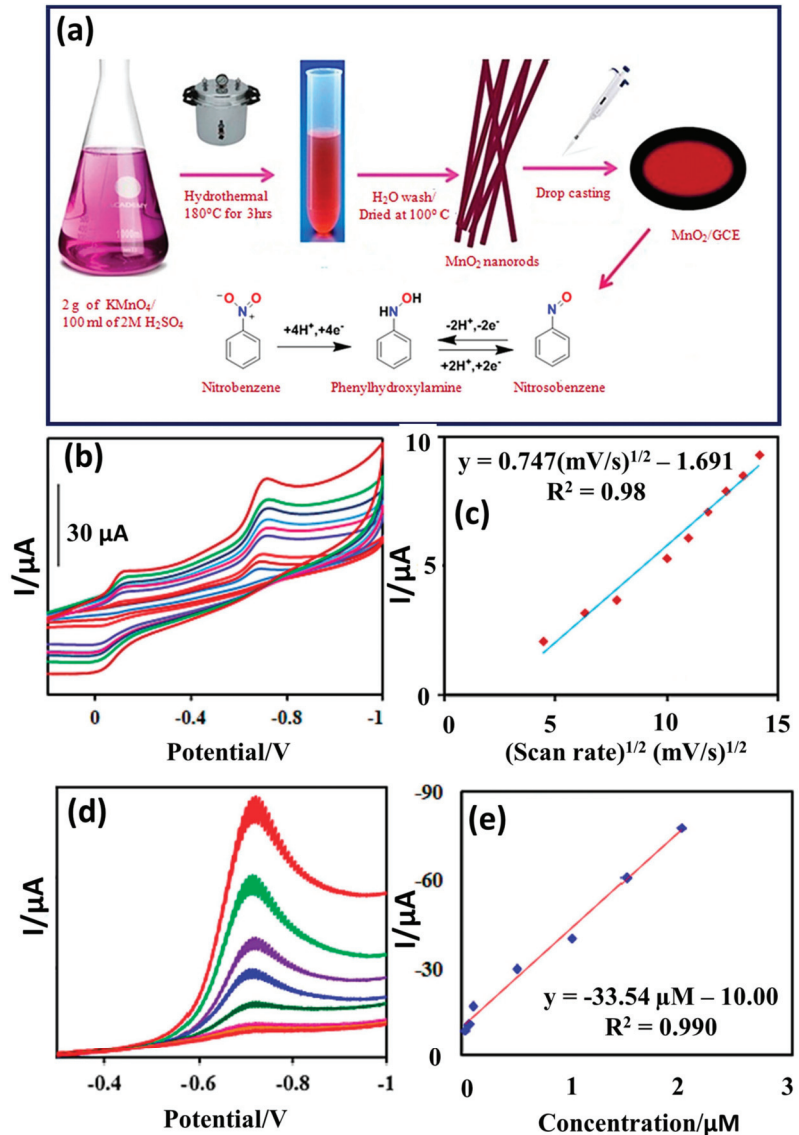 (a)
Hydrothermal
180°C for 3hrs
H₂O wash/
Dried at 100° C
MnO₂ nanorods
Drop casting
MnO₂/GCE
2 g of KMnO₄/
100 ml of 2M H₂SO₄
⁻O
O
N⁺
+4H⁺,+4e⁻
Nitrobenzene
OH
HN
Phenylhydroxylamine
-2H⁺,-2e⁻
+2H⁺,+2e⁻
O
N
Nitrosobenzene
(b)
30 µA
I/µA
0
-0.4
-0.8
-1
Potential/V
(c)
y = 0.747(mV/s)¹/² – 1.691
R² = 0.98
I/µA
10
5
0
0
5
10
15
(Scan rate)¹/² (mV/s)¹/²
(d)
I/µA
-0.4
-0.6
-0.8
-1
Potential/V
(e)
I/µA
-90
-60
-30
0
y = -33.54 µM – 10.00
R² = 0.990
0
1
2
3
Concentration/µM